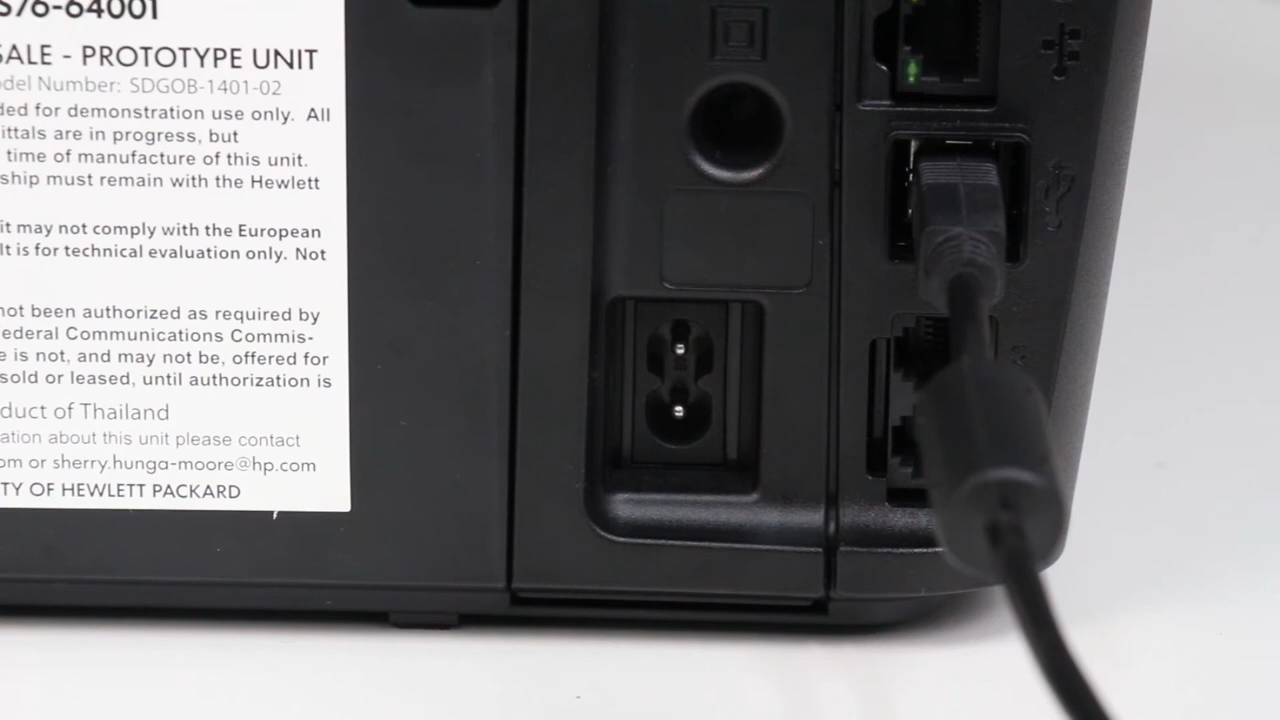 S76-64001
SALE - PROTOTYPE UNIT
odel Number: SDGOB-1401-02
ded for demonstration use only. All
ittals are in progress, but
time of manufacture of this unit.
ship must remain with the Hewlett
it may not comply with the European
It is for technical evaluation only. Not
not been authorized as required by
Federal Communications Commis-
e is not, and may not be, offered for
sold or leased, until authorization is
duct of Thailand
ation about this unit please contact
om or sherry.hunga-moore@hp.com
TY OF HEWLETT PACKARD